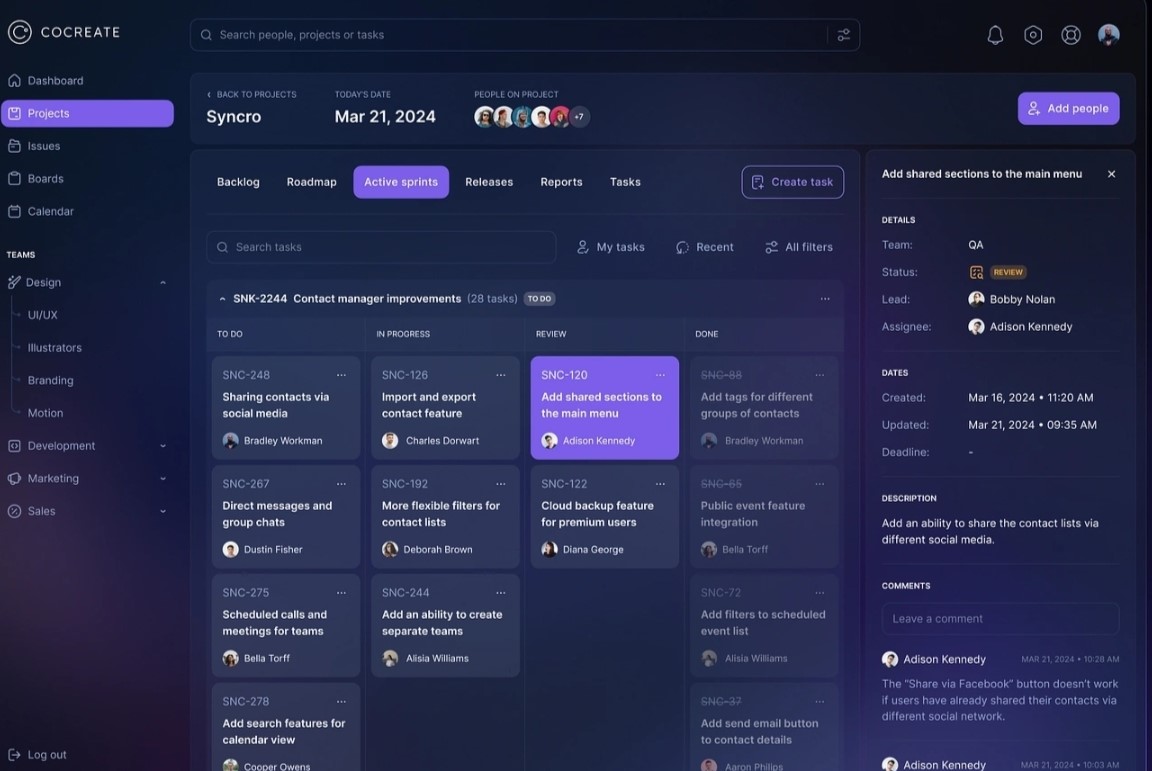 COCREATE
Search people, projects or tasks
Dashboard
Projects
Issues
Boards
Calendar
TEAMS
Design
UI/UX
Illustrators
Branding
Motion
Development
Marketing
Sales
Log out
BACK TO PROJECTS
Syncro
TODAY'S DATE
Mar 21, 2024
PEOPLE ON PROJECT
+7
Add people
Backlog
Roadmap
Active sprints
Releases
Reports
Tasks
Create task
Search tasks
My tasks
Recent
All filters
SNK-2244 Contact manager improvements (28 tasks) TO DO
TO DO
SNC-248
Sharing contacts via
social media
Bradley Workman
SNC-267
Direct messages and
group chats
Dustin Fisher
SNC-275
Scheduled calls and
meetings for teams
Bella Torff
SNC-278
Add search features for
calendar view
Cooper Owens
IN PROGRESS
SNC-126
Import and export
contact feature
Charles Dorwart
SNC-192
More flexible filters for
contact lists
Deborah Brown
SNC-244
Add an ability to create
separate teams
Alisia Williams
REVIEW
SNC-120
Add shared sections to
the main menu
Adison Kennedy
SNC-122
Cloud backup feature
for premium users
Diana George
DONE
SNC-88
Add tags for different
groups of contacts
Bradley Workman
SNC-65
Public event feature
integration
Bella Torff
SNC-72
Add filters to scheduled
event list
Alisia Williams
SNC-37
Add send email button
to contact details
Aaron Philips
Add shared sections to the main menu
DETAILS
Team: QA
Status: REVIEW
Lead: Bobby Nolan
Assignee: Adison Kennedy
DATES
Created: Mar 16, 2024 • 11:20 AM
Updated: Mar 21, 2024 • 09:35 AM
Deadline: -
DESCRIPTION
Add an ability to share the contact lists via
different social media.
COMMENTS
Leave a comment
Adison Kennedy MAR 21, 2024 • 10:28 AM
The “Share via Facebook” button doesn’t work
if users have already shared their contacts via
different social network.
Adison Kennedy MAR 21, 2024 • 10:03 AM